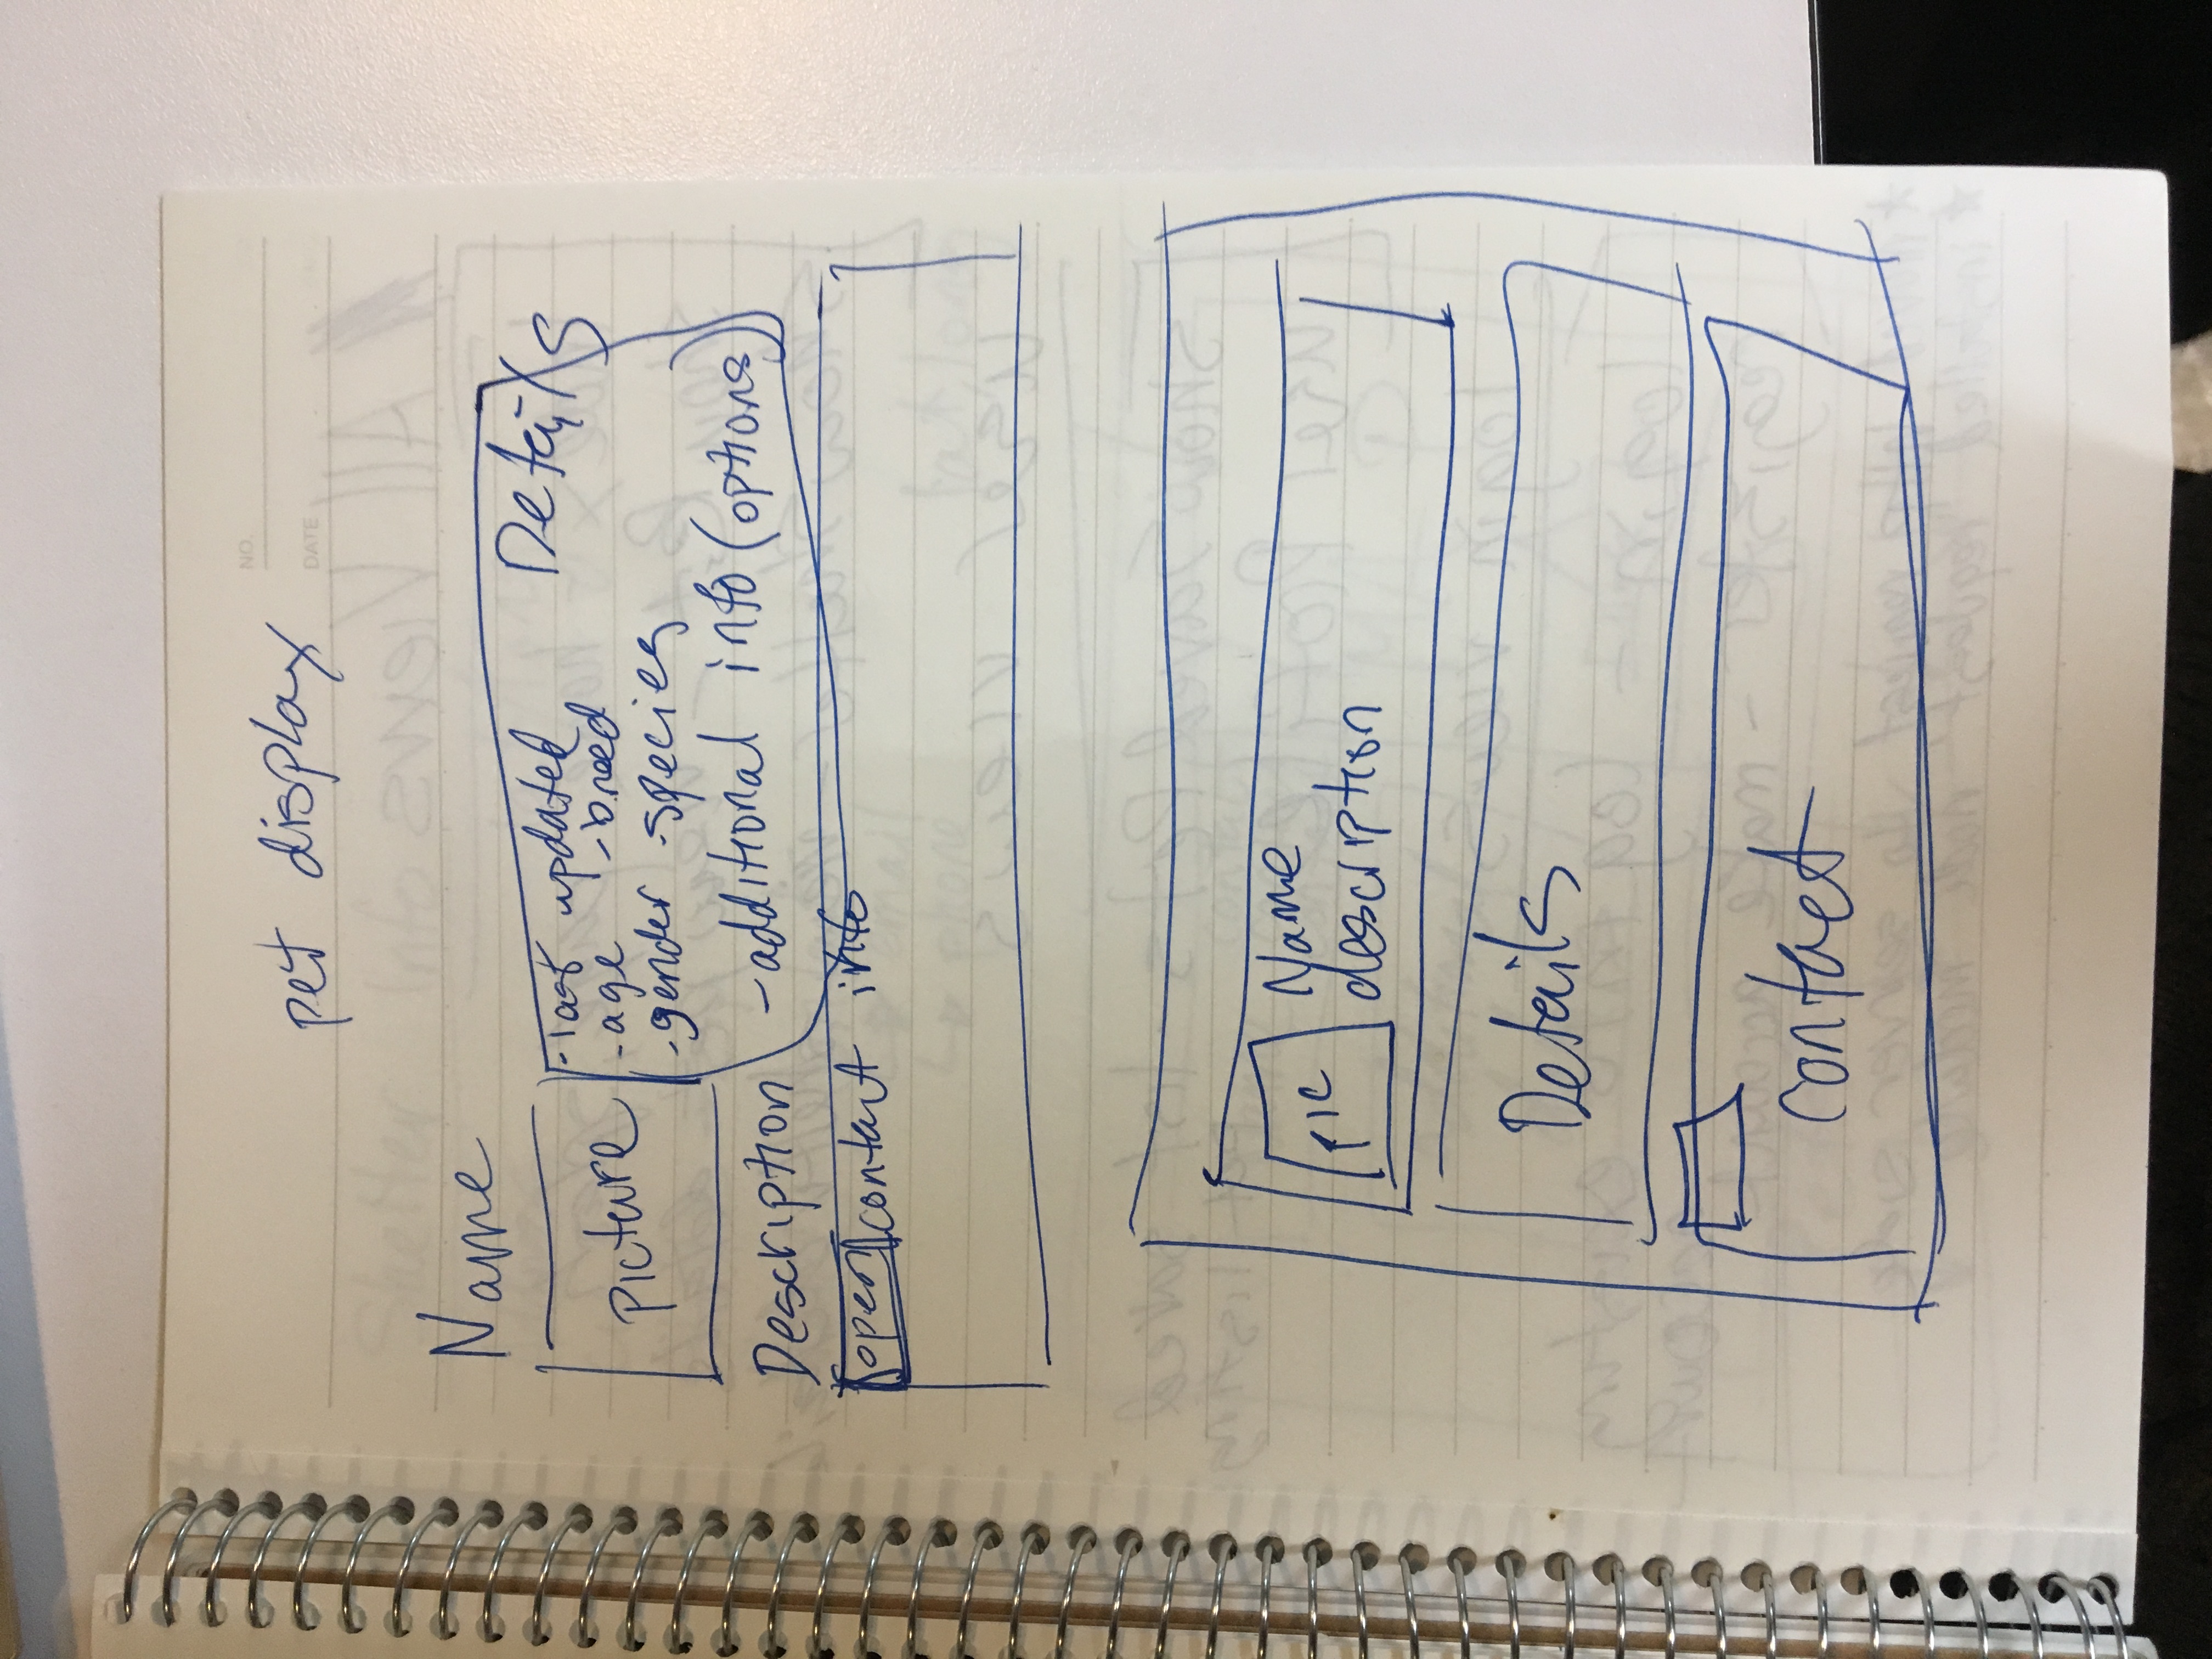 NO.
DATE
pet display
Name
Details
Picture
-last updated
-age -breed
-gender -species
-additional info (options)
Description
open contact info
pic
Name
description
Details
contact